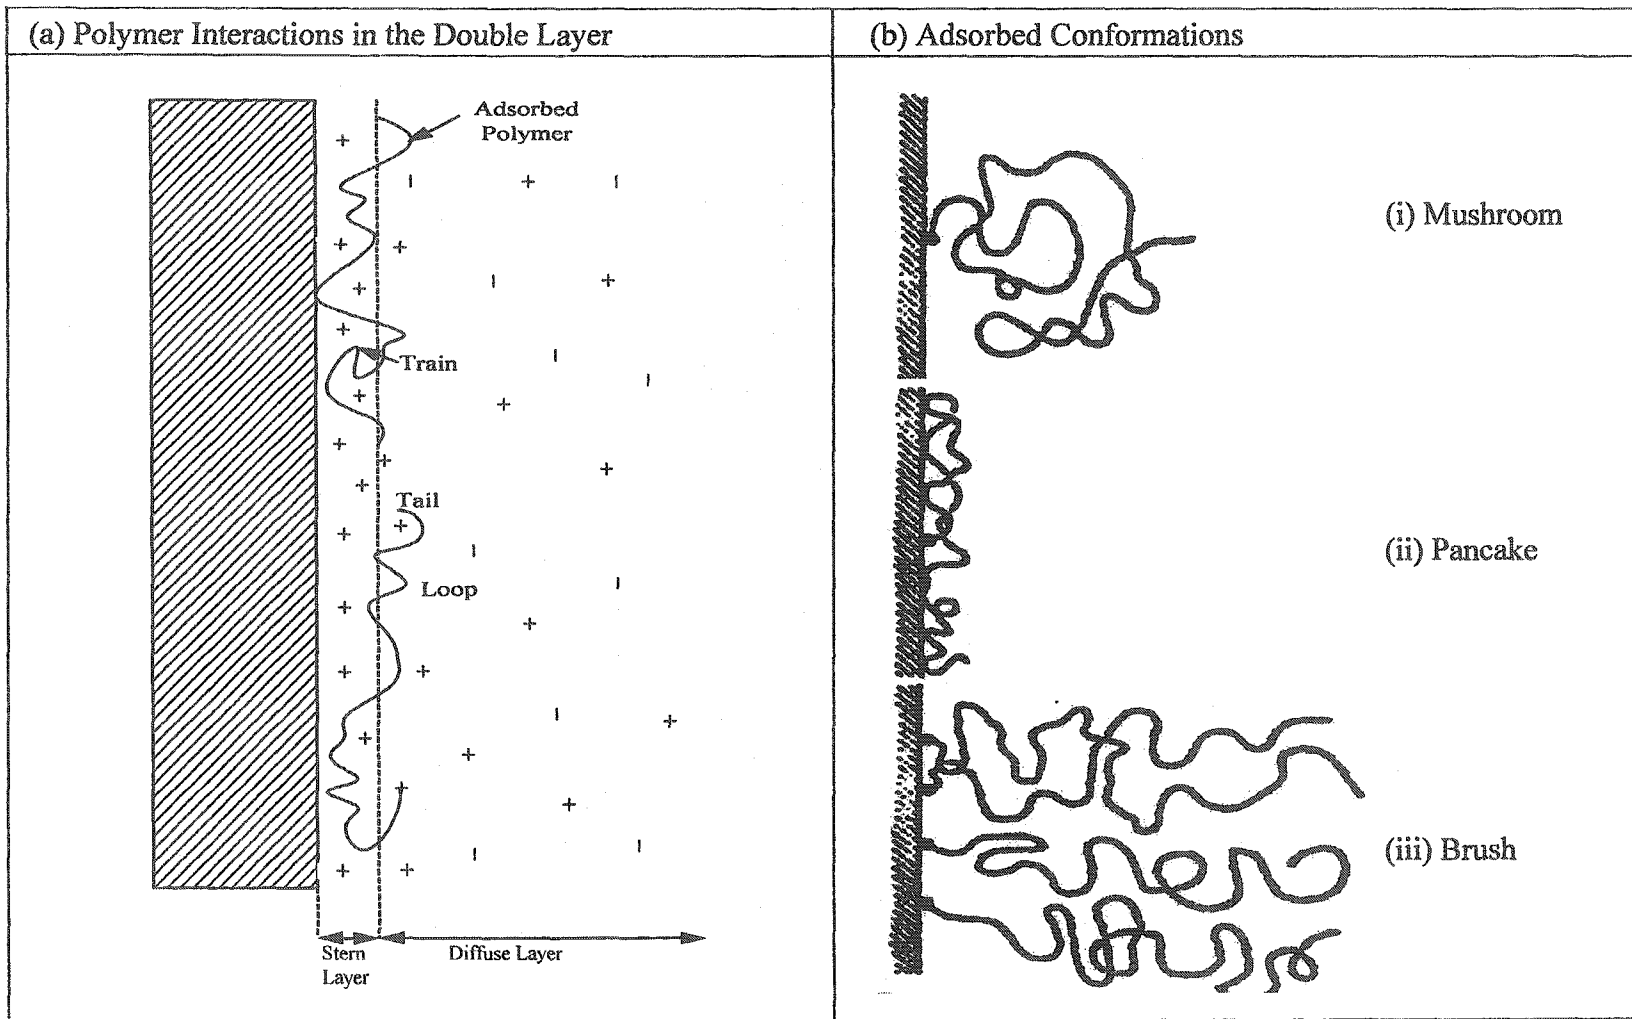 (a) Polymer Interactions in the Double Layer
Adsorbed
Polymer
Train
Tail
Loop
Stern
Layer
Diffuse Layer
(b) Adsorbed Conformations
(i) Mushroom
(ii) Pancake
(iii) Brush